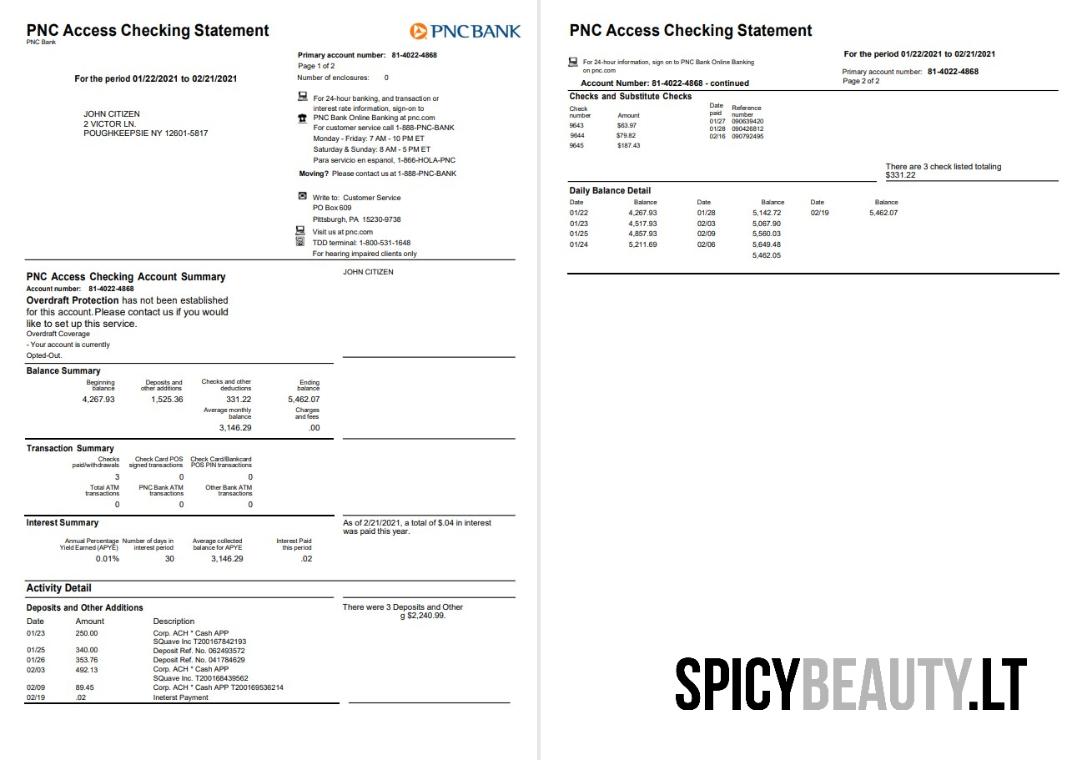 PNC Access Checking Statement
PNC Bank
PNCBANK
Primary account number: 81-4022-4868
Page 1 of 2
Number of enclosures: 0
For the period 01/22/2021 to 02/21/2021
JOHN CITIZEN
2 VICTOR LN.
POUGHKEEPSIE NY 12601-5817
For 24-hour banking, and transaction or
interest rate information, sign-on to
PNC Bank Online Banking at pnc.com
For customer service call 1-888-PNC-BANK
Monday - Friday: 7 AM - 10 PM ET
Saturday & Sunday: 8 AM - 5 PM ET
Para servicio en espanol, 1-866-HOLA-PNC
Moving? Please contact us at 1-888-PNC-BANK
Write to: Customer Service
PO Box 609
Pittsburgh, PA 15230-9738
Visit us at pnc.com
TDD terminal: 1-800-531-1648
For hearing impaired clients only
PNC Access Checking Account Summary
Account number: 81-4022-4868
Overdraft Protection has not been established
for this account.Please contact us if you would
like to set up this service.
Overdraft Coverage
- Your account is currently
Opted-Out.
JOHN CITIZEN
Balance Summary
Beginning balance Deposits and other additions Checks and other deductions Ending balance
4,267.93 1,525.36 331.22 5,462.07
Average monthly balance Charges and fees
3,146.29 .00
Transaction Summary
Checks paid/withdrawals Check Card POS signed transactions Check Card/Bankcard POS PIN transactions
3 0 0
Total ATM transactions PNC Bank ATM transactions Other Bank ATM transactions
0 0 0
Interest Summary
As of 2/21/2021, a total of $.04 in interest
was paid this year.
Annual Percentage Yield Earned (APYE) Number of days in interest period Average collected balance for APYE Interest Paid this period
0.01% 30 3,146.29 .02
Activity Detail
Deposits and Other Additions
There were 3 Deposits and Other
g $2,240.99.
Date Amount Description
01/23 250.00 Corp. ACH * Cash APP
SQuave Inc T200167842193
01/25 340.00 Deposit Ref. No. 062493572
01/26 353.76 Deposit Ref. No. 041784629
02/03 492.13 Corp. ACH * Cash APP
SQuave Inc. T200168439562
02/09 89.45 Corp. ACH * Cash APP T200169536214
02/19 .02 Ineterst Payment
PNC Access Checking Statement
For 24-hour information, sign on to PNC Bank Online Banking
on pnc.com
Account Number: 81-4022-4868 - continued
For the period 01/22/2021 to 02/21/2021
Primary account number: 81-4022-4868
Page 2 of 2
Checks and Substitute Checks
Check number Amount Date paid Reference number
9643 $63.97 01/27 090639420
9644 $79.82 01/28 090426812
9645 $187.43 02/16 090792495
There are 3 check listed totaling
$331.22
Daily Balance Detail
Date Balance Date Balance Date Balance
01/22 4,267.93 01/28 5,142.72 02/19 5,462.07
01/23 4,517.93 02/03 5,067.90
01/25 4,857.93 02/09 5,560.03
01/24 5,211.69 02/06 5,649.48
5,462.05
SPICYBEAUTY.LT